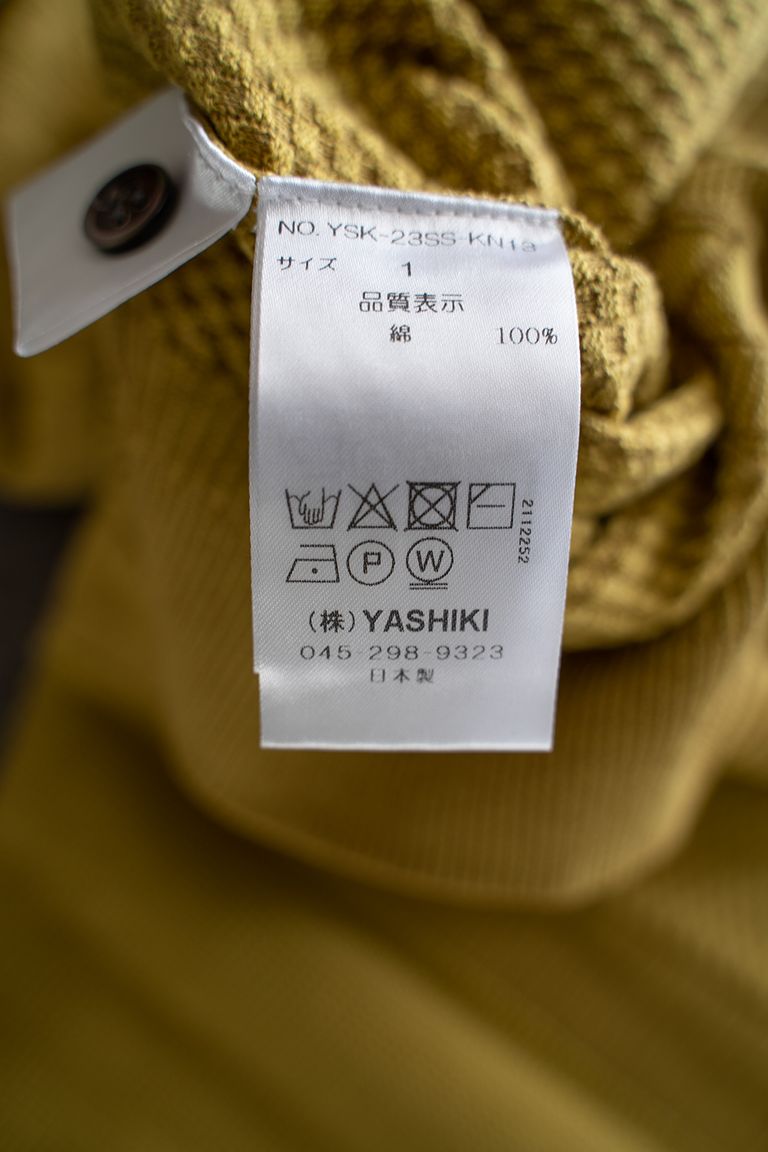 NO. YSK-23SS-KN1a
サイズ 1
品質表示
綿 100%
2112252
P W
(株) YASHIKI
045-298-9323
日本製